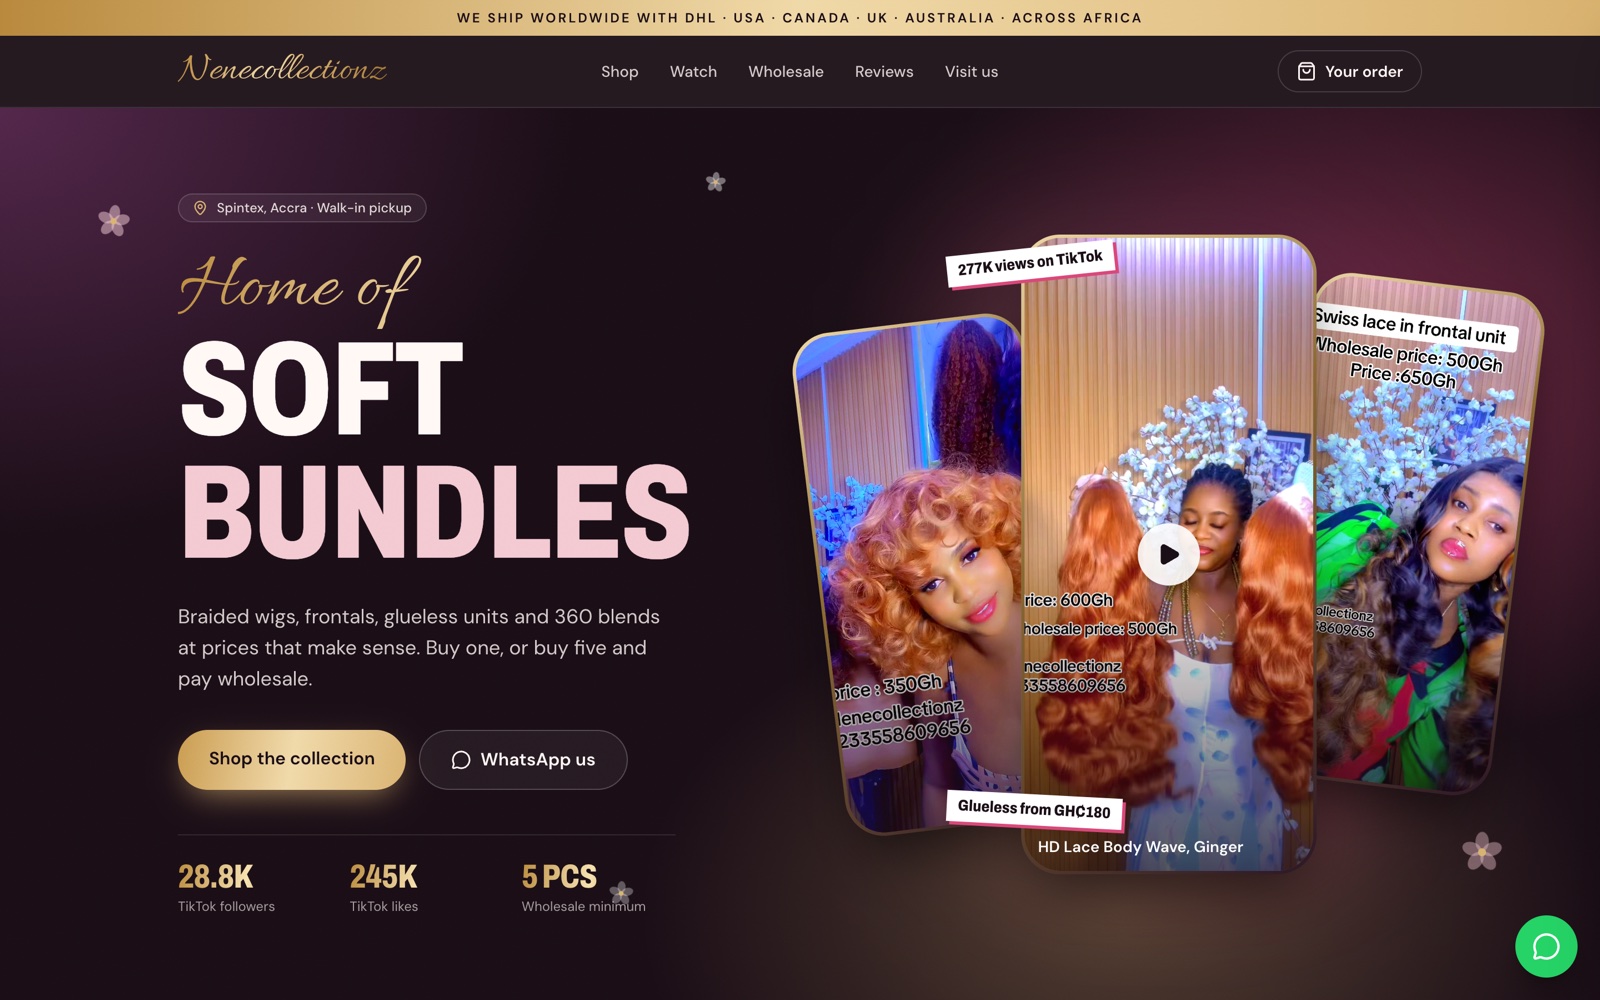 WE SHIP WORLDWIDE WITH DHL · USA · CANADA · UK · AUSTRALIA · ACROSS AFRICA
Nenecollectionz
Shop
Watch
Wholesale
Reviews
Visit us
Your order
Spintex, Accra · Walk-in pickup
Home of
SOFT
BUNDLES
Braided wigs, frontals, glueless units and 360 blends
at prices that make sense. Buy one, or buy five and
pay wholesale.
Shop the collection
WhatsApp us
28.8K
TikTok followers
245K
TikTok likes
5 PCS
Wholesale minimum
277K views on TikTok
price : 350Gh
lenecollectionz
233558609656
rice: 600Gh
holesale price: 500Gh
necollectionz
33558609656
Glueless from GH₵180
HD Lace Body Wave, Ginger
Swiss lace in frontal unit
Wholesale price: 500Gh
Price :650Gh
ollectionz
58609656